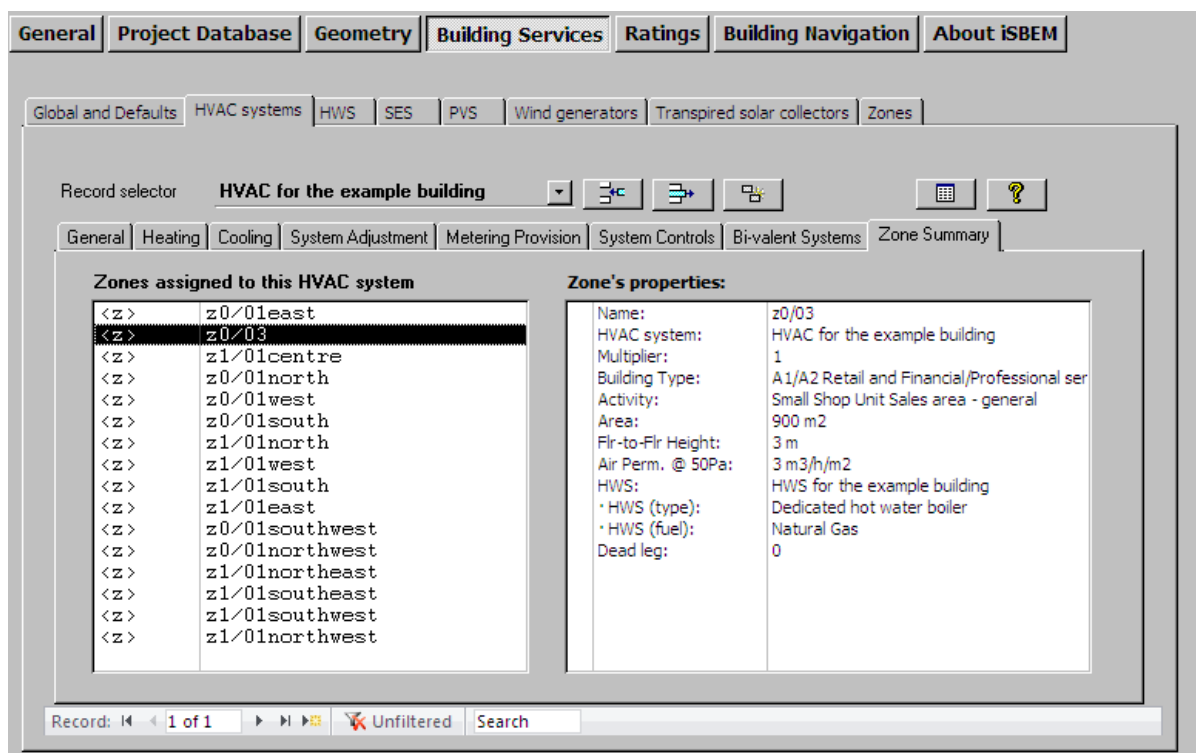 General Project Database Geometry Building Services Ratings Building Navigation About iSBEM
Global and Defaults HVAC systems HWS SES PVS Wind generators Transpired solar collectors Zones
Record selector HVAC for the example building
General Heating Cooling System Adjustment Metering Provision System Controls Bi-valent Systems Zone Summary
Zones assigned to this HVAC system
<z> z0/01east
<z> z0/03
<z> z1/01centre
<z> z0/01north
<z> z0/01west
<z> z0/01south
<z> z1/01north
<z> z1/01west
<z> z1/01south
<z> z1/01east
<z> z0/01southwest
<z> z0/01northwest
<z> z1/01northeast
<z> z1/01southeast
<z> z1/01southwest
<z> z1/01northwest
Zone's properties:
Name: z0/03
HVAC system: HVAC for the example building
Multiplier: 1
Building Type: A1/A2 Retail and Financial/Professional ser
Activity: Small Shop Unit Sales area - general
Area: 900 m2
Flr-to-Flr Height: 3 m
Air Perm. @ 50Pa: 3 m3/h/m2
HWS: HWS for the example building
· HWS (type): Dedicated hot water boiler
· HWS (fuel): Natural Gas
Dead leg: 0
Record: 1 of 1 Unfiltered Search